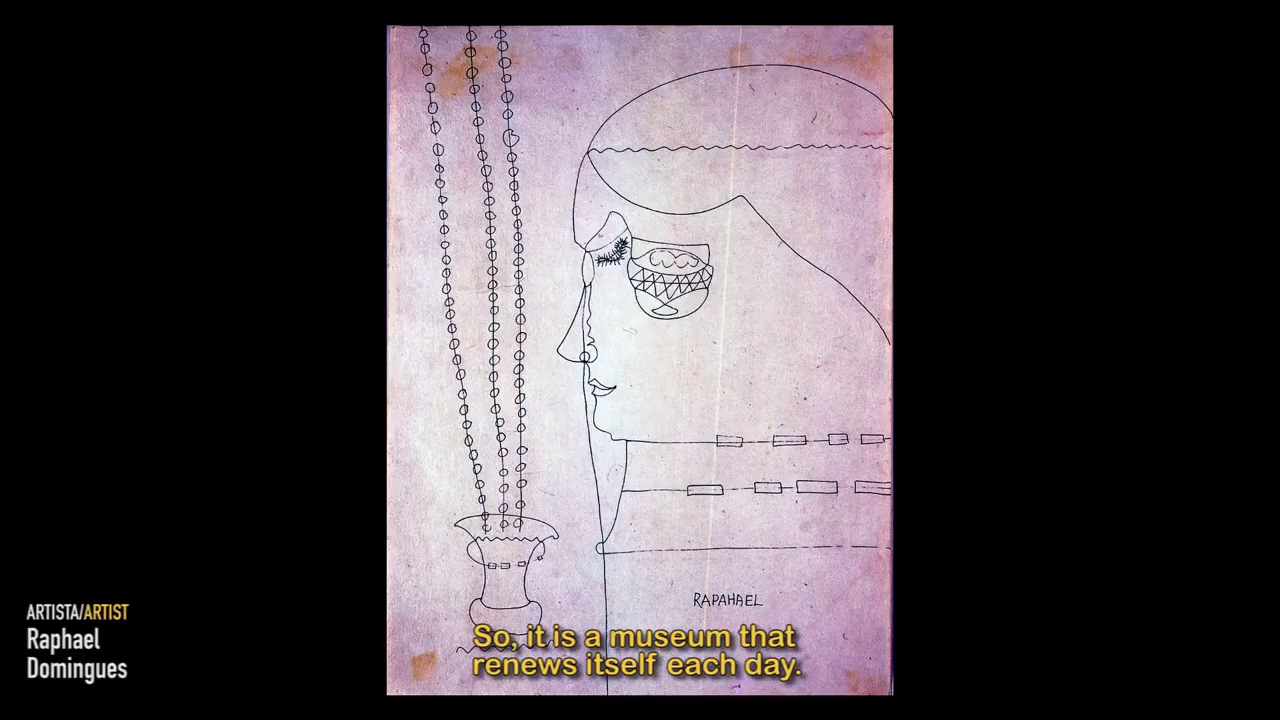 RAPAHAEL
ARTISTA/ARTIST
Raphael
Domingues
So, it is a museum that
renews itself each day.